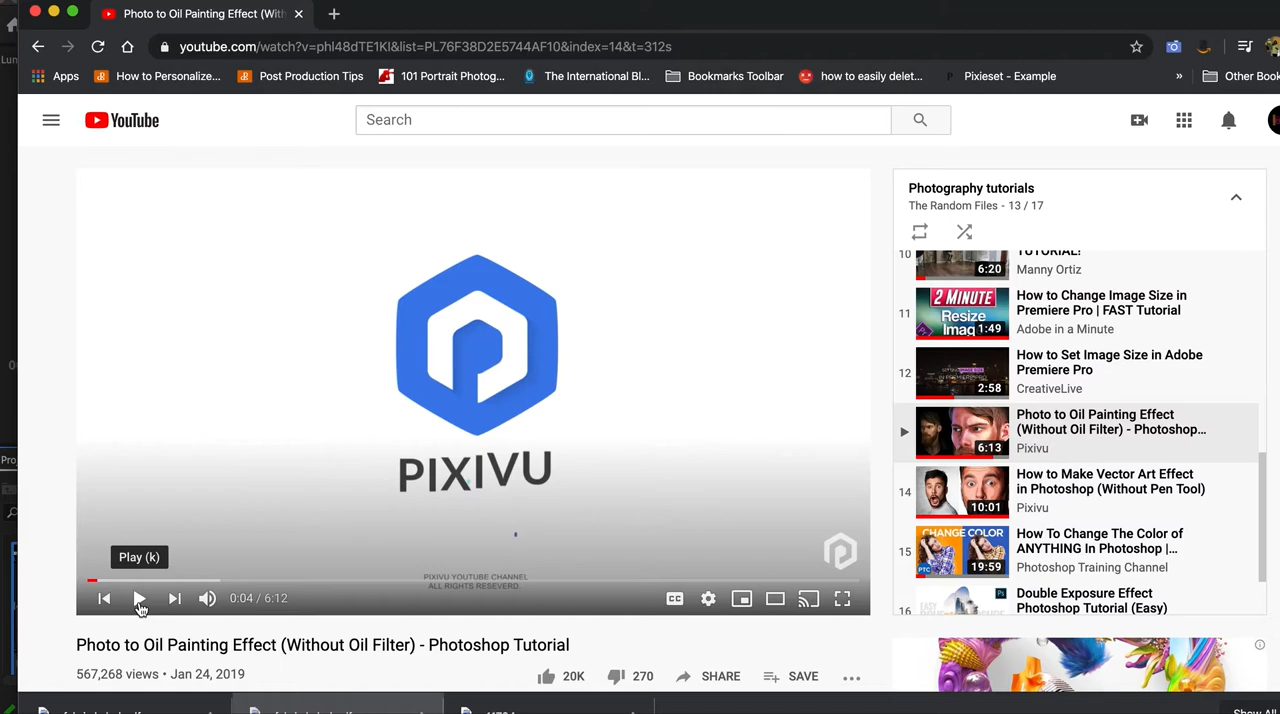 Photo to Oil Painting Effect (With
youtube.com/watch?v=phl48dTE1KI&list=PL76F38D2E5744AF10&index=14&t=312s
Apps
How to Personalize...
Post Production Tips
101 Portrait Photog...
The International Bl...
Bookmarks Toolbar
how to easily delet...
Pixieset - Example
»
Other Book
YouTube
Search
PIXIVU
PIXIVU YOUTUBE CHANNEL
ALL RIGHTS RESERVERD
Play (k)
0:04 / 6:12
CC
Photo to Oil Painting Effect (Without Oil Filter) - Photoshop Tutorial
567,268 views • Jan 24, 2019
20K
270
SHARE
SAVE
Photography tutorials
The Random Files - 13 / 17
10
TUTORIAL!
Manny Ortiz
6:20
11
2 MINUTE
Resize
Imag
1:49
How to Change Image Size in
Premiere Pro | FAST Tutorial
Adobe in a Minute
12
2:58
How to Set Image Size in Adobe
Premiere Pro
CreativeLive
6:13
Photo to Oil Painting Effect
(Without Oil Filter) - Photoshop...
Pixivu
14
10:01
How to Make Vector Art Effect
in Photoshop (Without Pen Tool)
Pixivu
15
CHANGE COLOR
PTC
19:59
How To Change The Color of
ANYTHING In Photoshop |...
Photoshop Training Channel
16
Ps
Double Exposure Effect
Photoshop Tutorial (Easy)
Show All